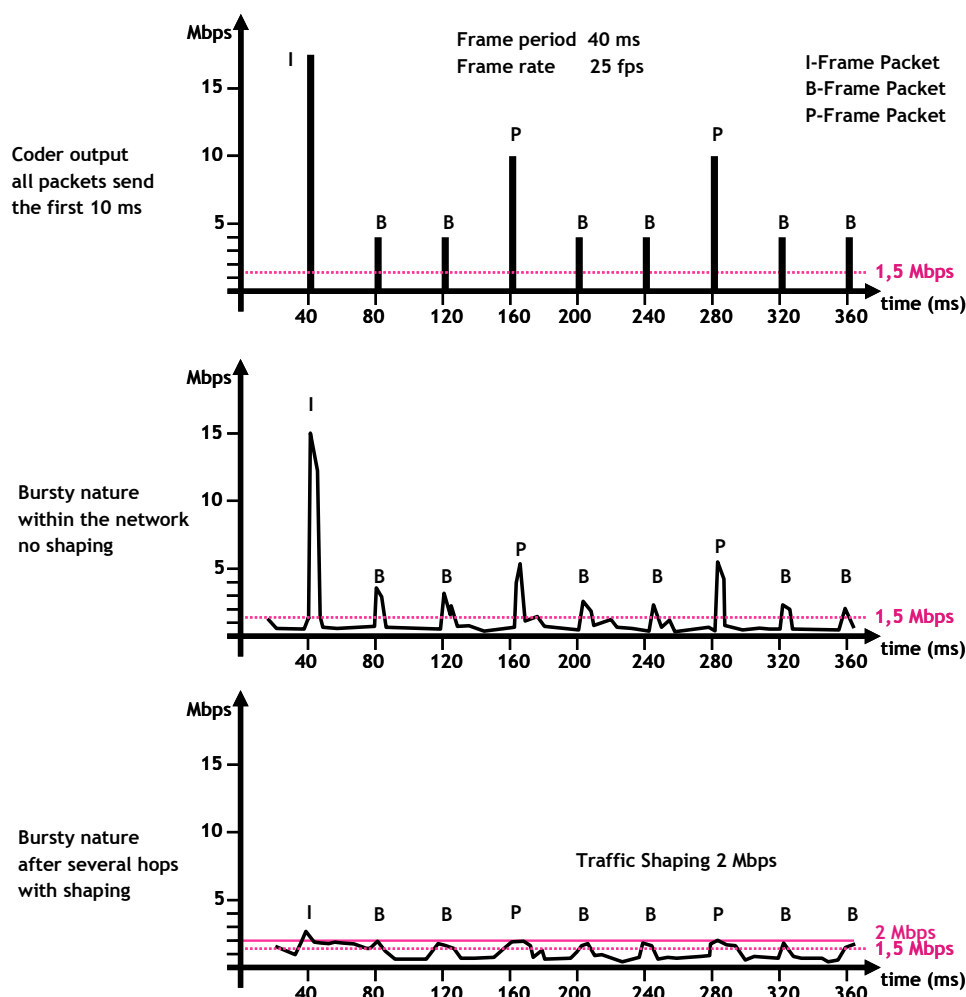 Mbps
Frame period 40 ms
Frame rate 25 fps
I-Frame Packet
B-Frame Packet
P-Frame Packet
Coder output
all packets send
the first 10 ms
15
10
5
I
B
B
P
B
B
P
B
B
1,5 Mbps
time (ms)
40 80 120 160 200 240 280 320 360
Mbps
Bursty nature
within the network
no shaping
15
10
5
I
B
B
P
B
B
P
B
B
1,5 Mbps
time (ms)
40 80 120 160 200 240 280 320 360
Mbps
Bursty nature
after several hops
with shaping
15
10
5
Traffic Shaping 2 Mbps
I
B
B
P
B
B
P
B
B
2 Mbps
1,5 Mbps
time (ms)
40 80 120 160 200 240 280 320 360